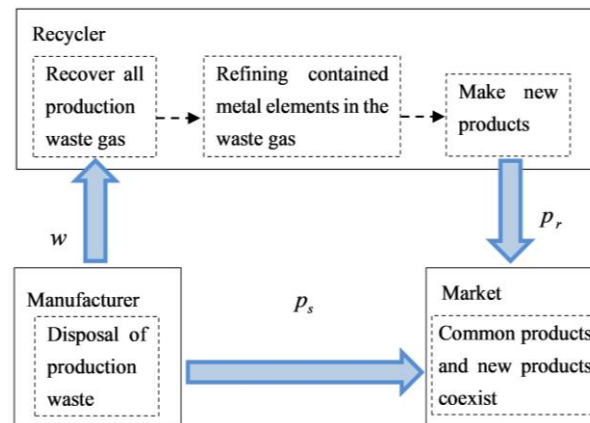 Recycler
Recover all
production
waste gas
Refining contained
metal elements in the
waste gas
Make new
products
w
p_r
Manufacturer
Disposal of
production
waste
p_s
Market
Common products
and new products
coexist